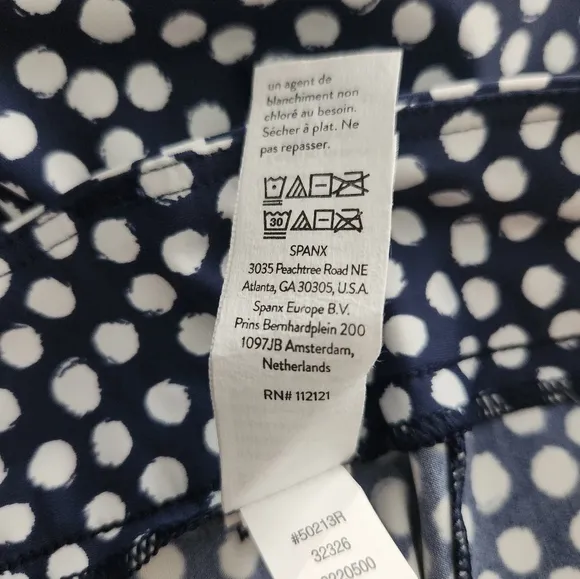 un agent de
blanchiment non
chloré au besoin.
Sécher à plat. Ne
pas repasser.
30
SPANX
3035 Peachtree Road NE
Atlanta, GA 30305, U.S.A.
Spanx Europe B.V.
Prins Bernhardplein 200
1097JB Amsterdam,
Netherlands
RN# 112121
#50213R
32326